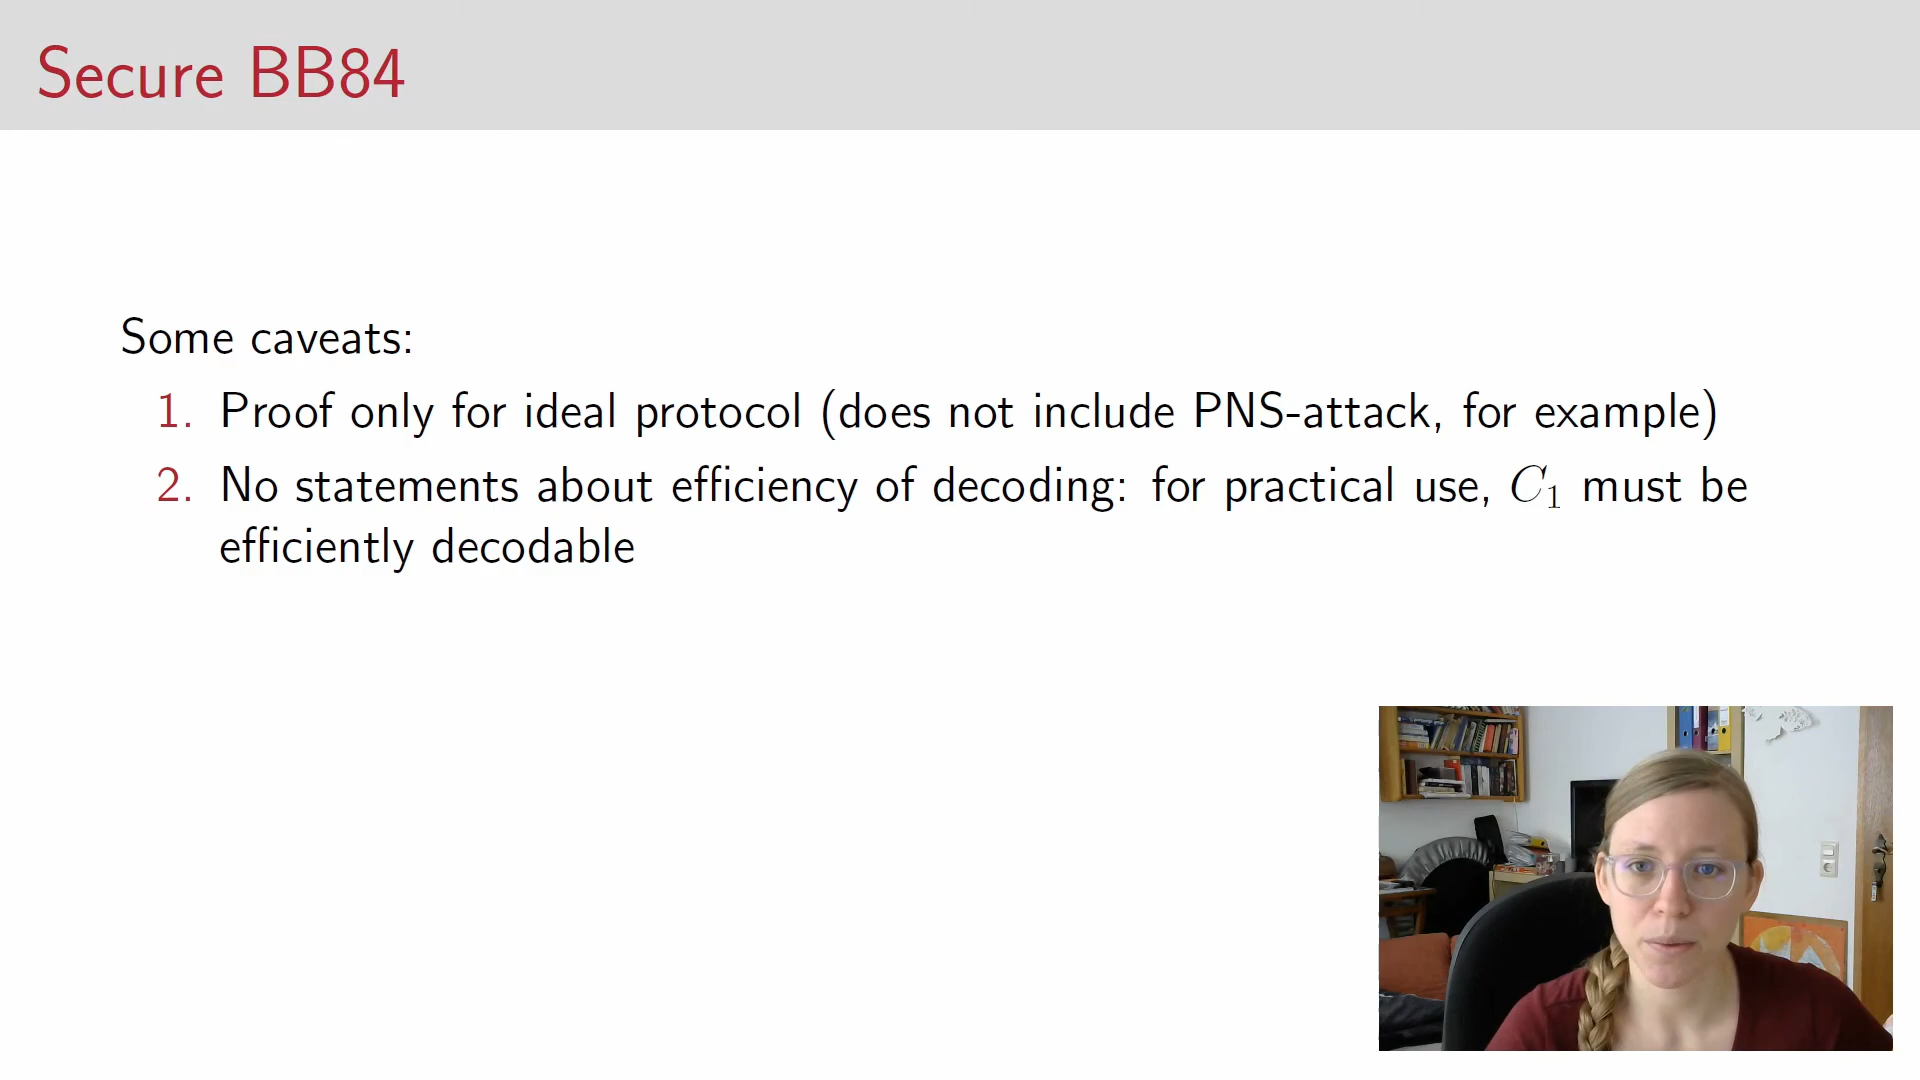 Secure BB84
Some caveats:
1. Proof only for ideal protocol (does not include PNS-attack, for example)
2. No statements about efficiency of decoding: for practical use, C₁ must be
efficiently decodable